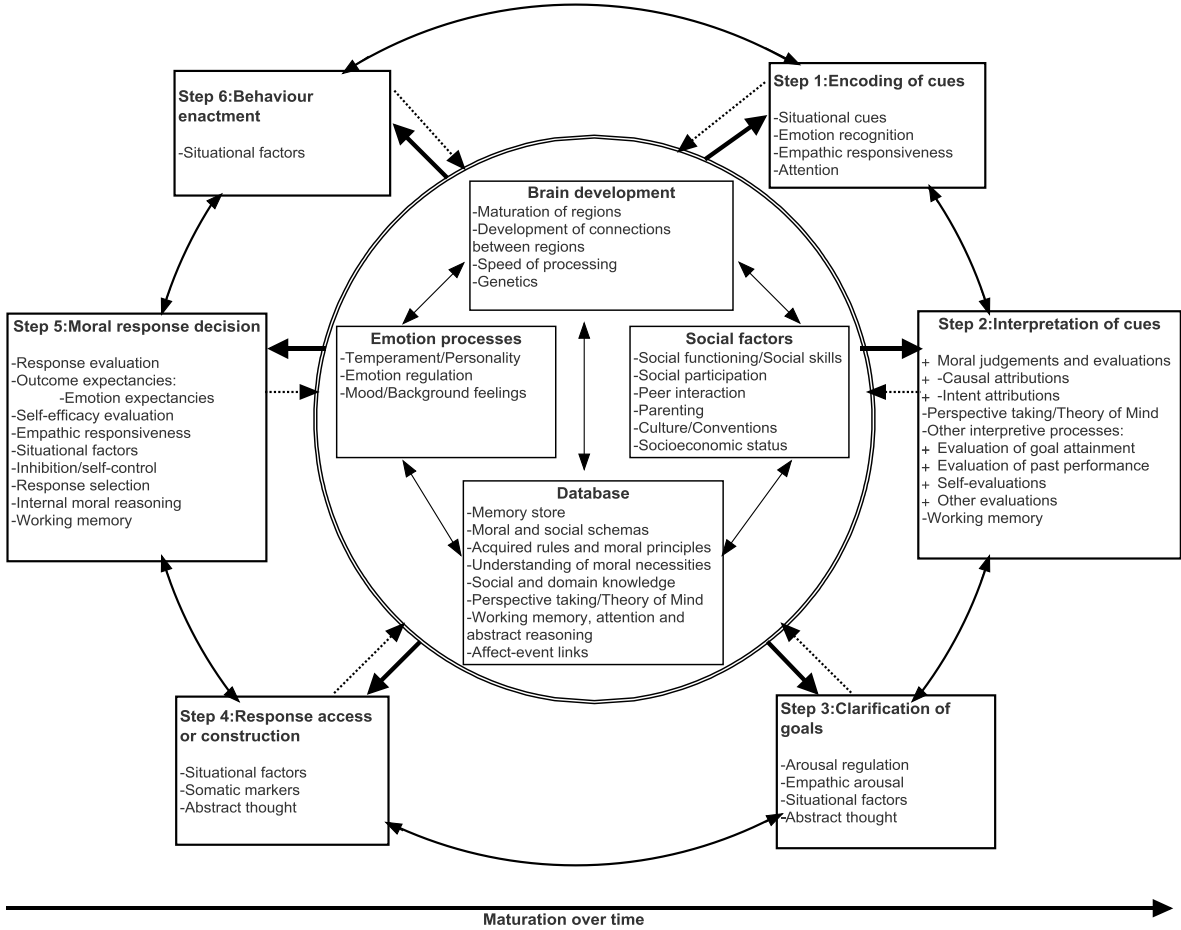 Step 6:Behaviour
enactment
-Situational factors
Step 1:Encoding of cues
-Situational cues
-Emotion recognition
-Empathic responsiveness
-Attention
Brain development
-Maturation of regions
-Development of connections
between regions
-Speed of processing
-Genetics
Step 5:Moral response decision
-Response evaluation
-Outcome expectancies:
-Emotion expectancies
-Self-efficacy evaluation
-Empathic responsiveness
-Situational factors
-Inhibition/self-control
-Response selection
-Internal moral reasoning
-Working memory
Emotion processes
-Temperament/Personality
-Emotion regulation
-Mood/Background feelings
Social factors
-Social functioning/Social skills
-Social participation
-Peer interaction
-Parenting
-Culture/Conventions
-Socioeconomic status
Step 2:Interpretation of cues
+ Moral judgements and evaluations
+ -Causal attributions
+ -Intent attributions
-Perspective taking/Theory of Mind
-Other interpretive processes:
+ Evaluation of goal attainment
+ Evaluation of past performance
+ Self-evaluations
+ Other evaluations
-Working memory
Database
-Memory store
-Moral and social schemas
-Acquired rules and moral principles
-Understanding of moral necessities
-Social and domain knowledge
-Perspective taking/Theory of Mind
-Working memory, attention and
abstract reasoning
-Affect-event links
Step 4:Response access
or construction
-Situational factors
-Somatic markers
-Abstract thought
Step 3:Clarification of
goals
-Arousal regulation
-Empathic arousal
-Situational factors
-Abstract thought
Maturation over time